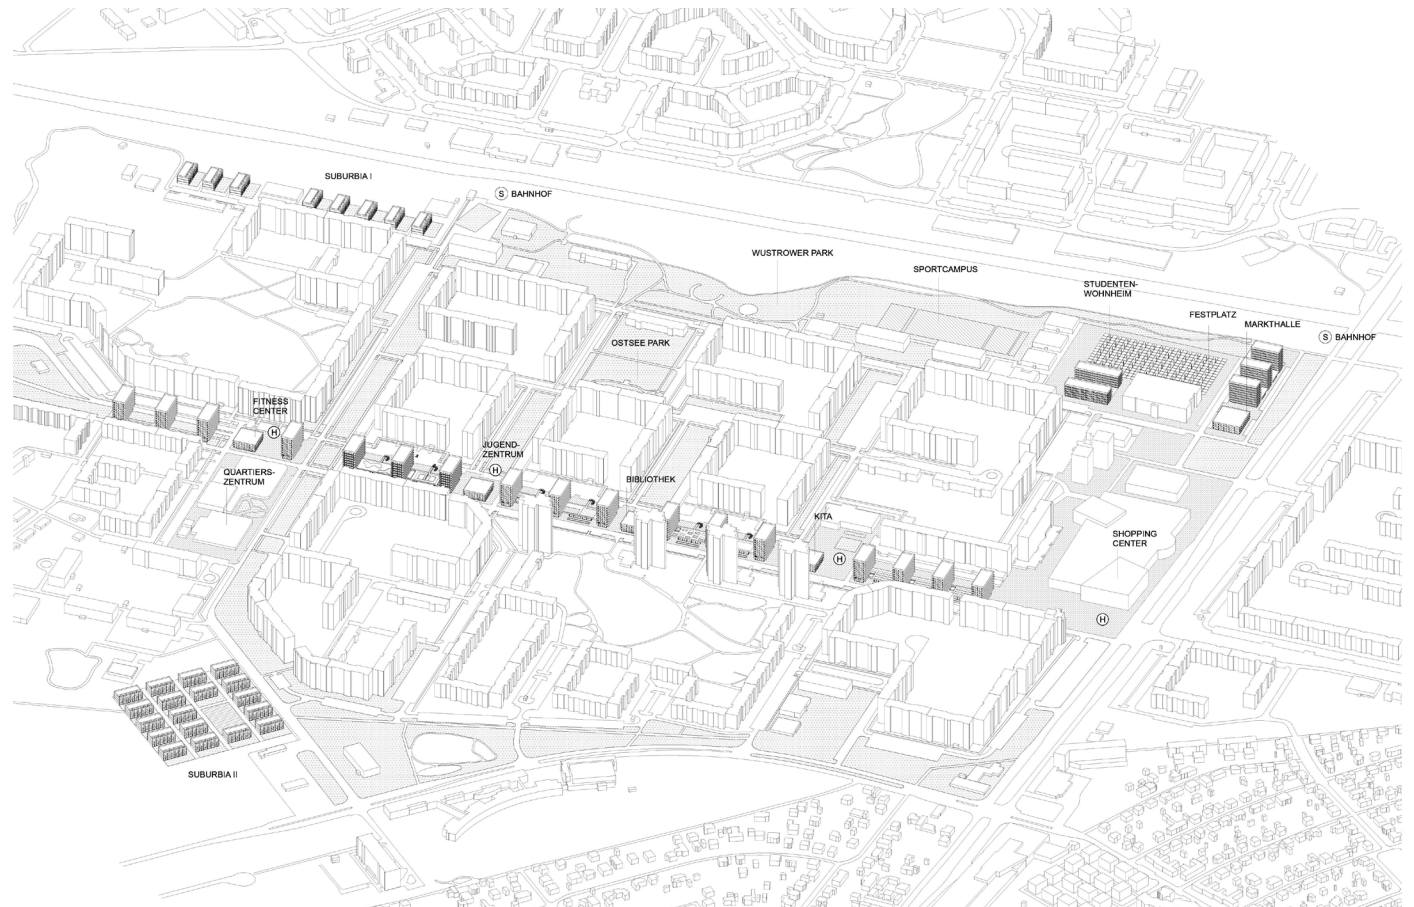 SUBURBIA I
S BAHNHOF
WUSTROWER PARK
SPORTCAMPUS
STUDENTEN-
WOHNHEIM
FESTPLATZ
MARKTHALLE
S BAHNHOF
OSTSEE PARK
FITNESS
CENTER
H
JUGEND-
ZENTRUM
H
QUARTIERS-
ZENTRUM
BIBLIOTHEK
KITA
H
SHOPPING
CENTER
H
SUBURBIA II